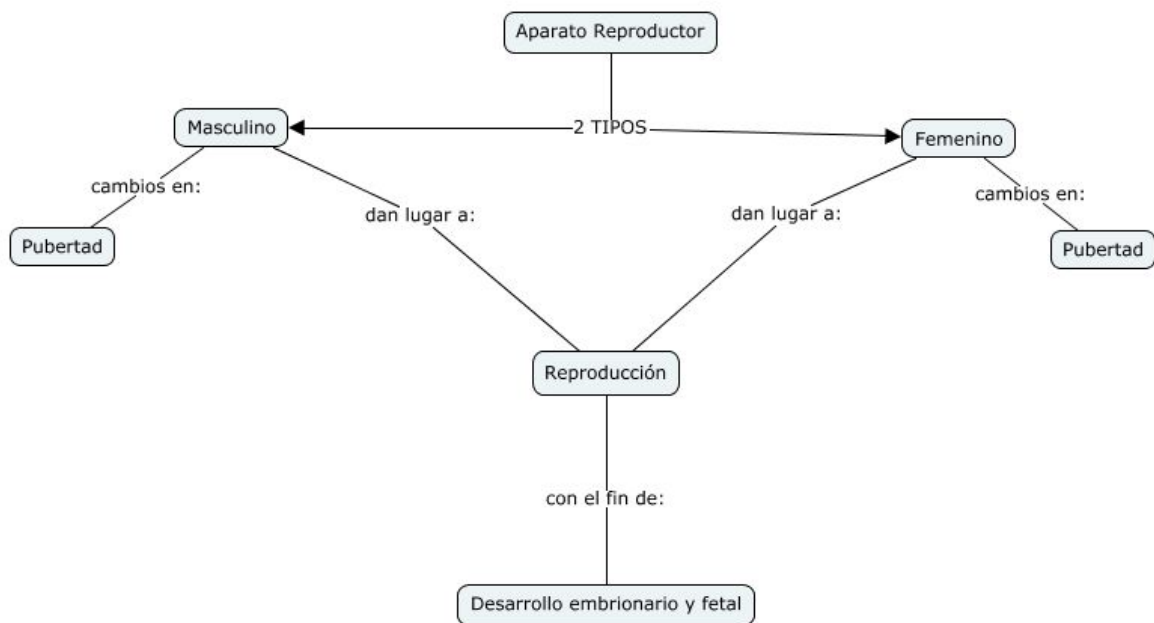 Aparato Reproductor
2 TIPOS
Masculino
Femenino
cambios en:
dan lugar a:
dan lugar a:
cambios en:
Pubertad
Pubertad
Reproducción
con el fin de:
Desarrollo embrionario y fetal